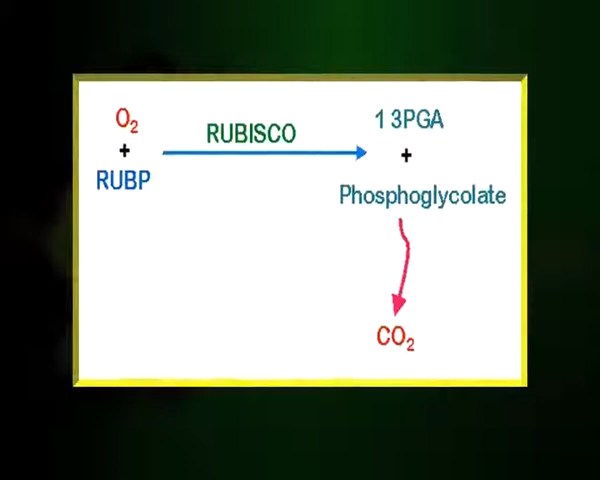 O₂
+
RUBP
RUBISCO
1 3PGA
+
Phosphoglycolate
CO₂